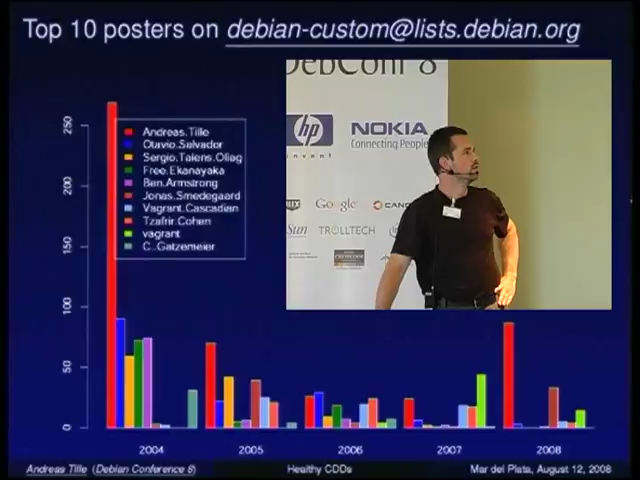 Top 10 posters on debian-custom@lists.debian.org
DebConf 8
hp
invent
NOKIA
Connecting People
Google
Sun
TROLLTECH
250
200
150
100
50
0
Andreas.Tille
Otavio.Salvador
Sergio.Talens.Oliag
Free.Ekanayaka
Ben.Armstrong
Jonas.Smedegaard
Vagrant.Cascadian
Tzafrir.Cohen
vagrant
C..Gatzemeier
2004 2005 2006 2007 2008
Andreas Tille (Debian Conference 8) Healthy CDDs Mar del Plata, August 12, 2008